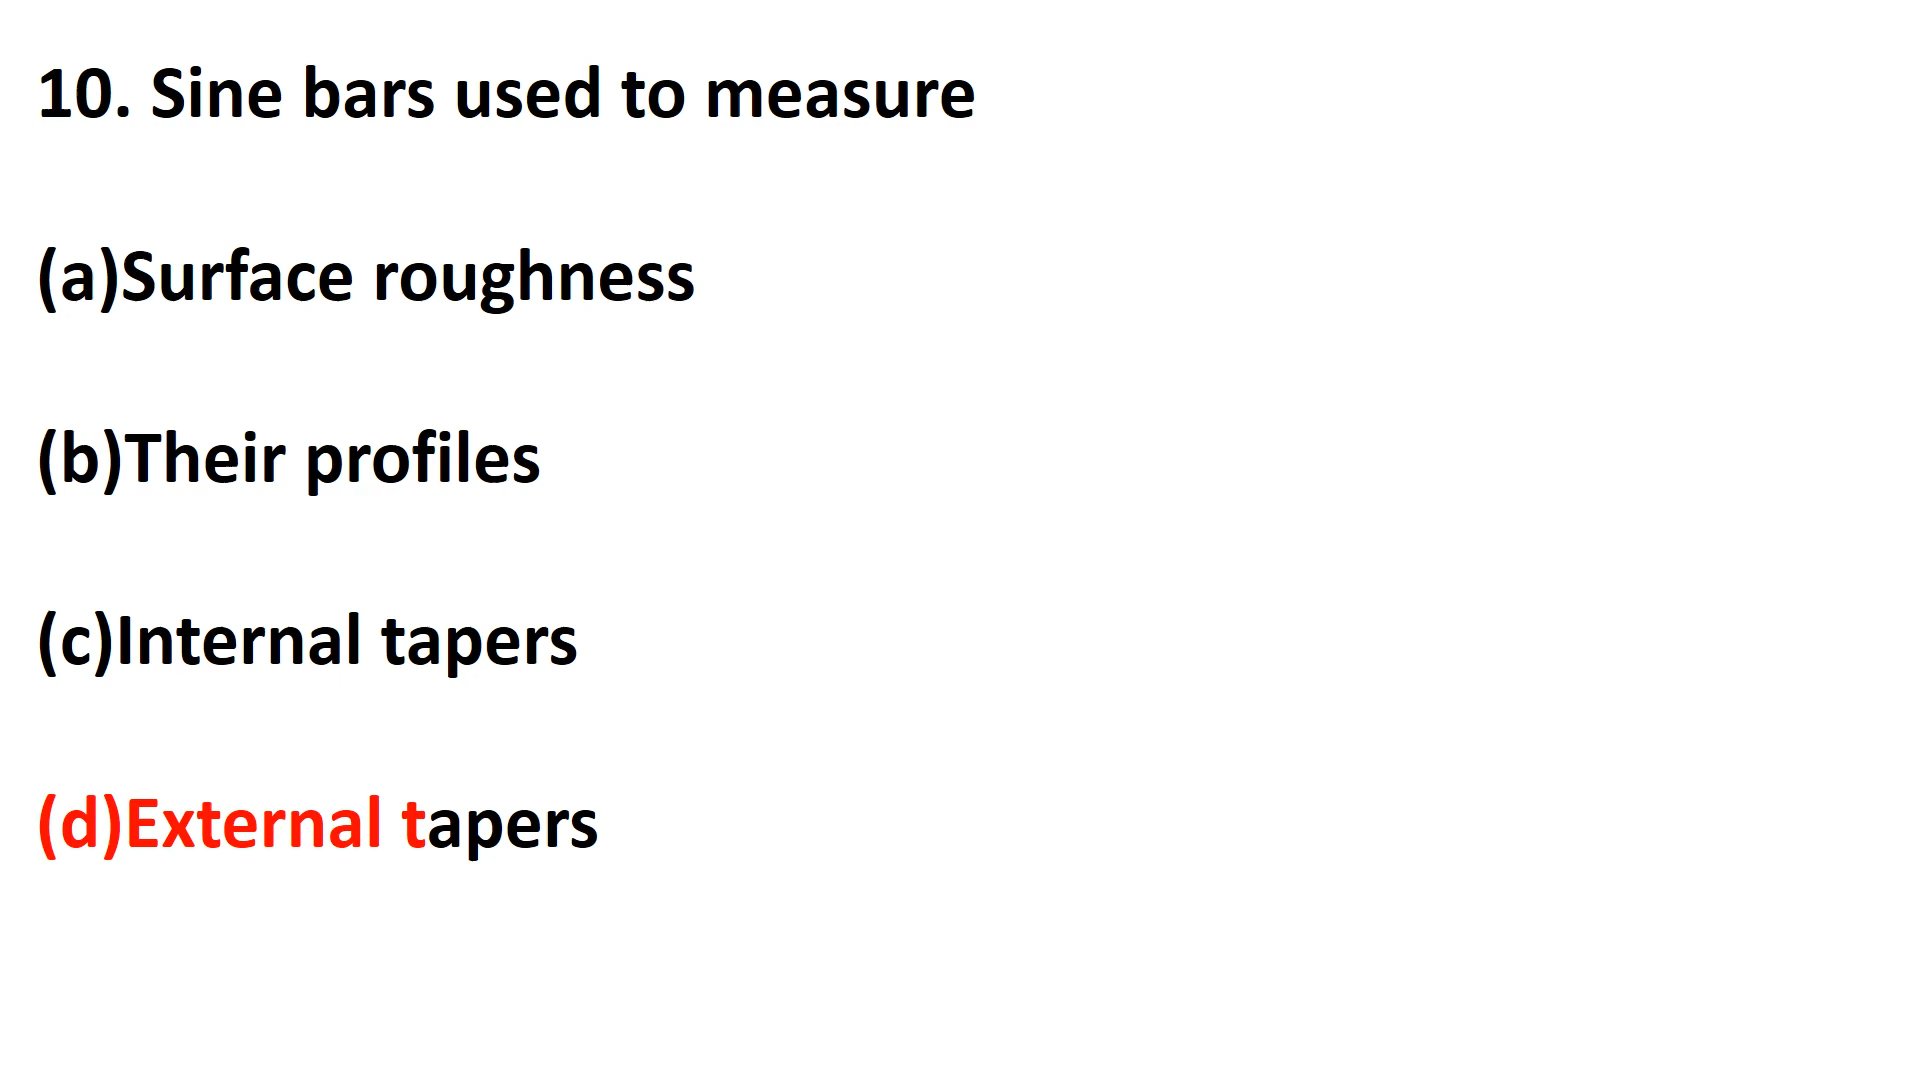 10. Sine bars used to measure
(a)Surface roughness
(b)Their profiles
(c)Internal tapers
(d)External tapers